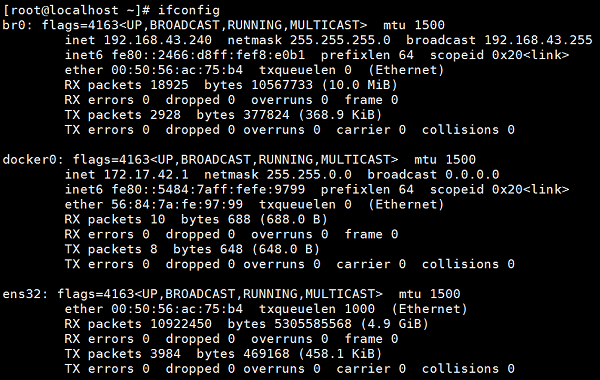 [root@localhost ~]# ifconfig
br0: flags=4163<UP,BROADCAST,RUNNING,MULTICAST>  mtu 1500
        inet 192.168.43.240  netmask 255.255.255.0  broadcast 192.168.43.255
        inet6 fe80::2466:d8ff:fef8:e0b1  prefixlen 64  scopeid 0x20<link>
        ether 00:50:56:ac:75:b4  txqueuelen 0  (Ethernet)
        RX packets 18925  bytes 10567733 (10.0 MiB)
        RX errors 0  dropped 0  overruns 0  frame 0
        TX packets 2928  bytes 377824 (368.9 KiB)
        TX errors 0  dropped 0 overruns 0  carrier 0  collisions 0

docker0: flags=4163<UP,BROADCAST,RUNNING,MULTICAST>  mtu 1500
        inet 172.17.42.1  netmask 255.255.0.0  broadcast 0.0.0.0
        inet6 fe80::5484:7aff:fefe:9799  prefixlen 64  scopeid 0x20<link>
        ether 56:84:7a:fe:97:99  txqueuelen 0  (Ethernet)
        RX packets 10  bytes 688 (688.0 B)
        RX errors 0  dropped 0  overruns 0  frame 0
        TX packets 8  bytes 648 (648.0 B)
        TX errors 0  dropped 0 overruns 0  carrier 0  collisions 0

ens32: flags=4163<UP,BROADCAST,RUNNING,MULTICAST>  mtu 1500
        ether 00:50:56:ac:75:b4  txqueuelen 1000  (Ethernet)
        RX packets 10922450  bytes 5305585568 (4.9 GiB)
        RX errors 0  dropped 0  overruns 0  frame 0
        TX packets 3984  bytes 469168 (458.1 KiB)
        TX errors 0  dropped 0 overruns 0  carrier 0  collisions 0